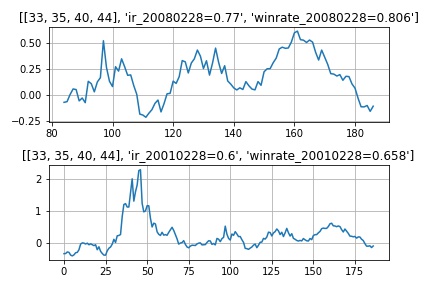 [[33, 35, 40, 44], 'ir_20080228=0.77', 'winrate_20080228=0.806']
0.50
0.25
0.00
−0.25
80 100 120 140 160 180
[[33, 35, 40, 44], 'ir_20010228=0.6', 'winrate_20010228=0.658']
2
1
0
0 25 50 75 100 125 150 175